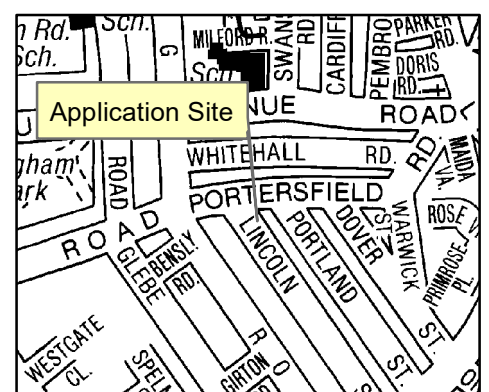 n Rd.
Sch.
Sch.
G
MILFORD R.
Sch
SWAN
RD
CARDIFF
PEMBRO
PARKER
RD.
DORIS
RD.
Application Site
NUE
ROAD
U
WHITEHALL
RD.
RD.
MAIDA
VA.
gham
ark
ROAD
PORTERSFIELD
ROAD
LINCOLN
PORTLAND
DOVER
ST.
WARWICK
ROSE V
PRIMROSE
PL.
GLEBE
BENSLY
RD.
ST.
ST.
WESTGATE
CL.
SPELM
GIRTON
R
O
O